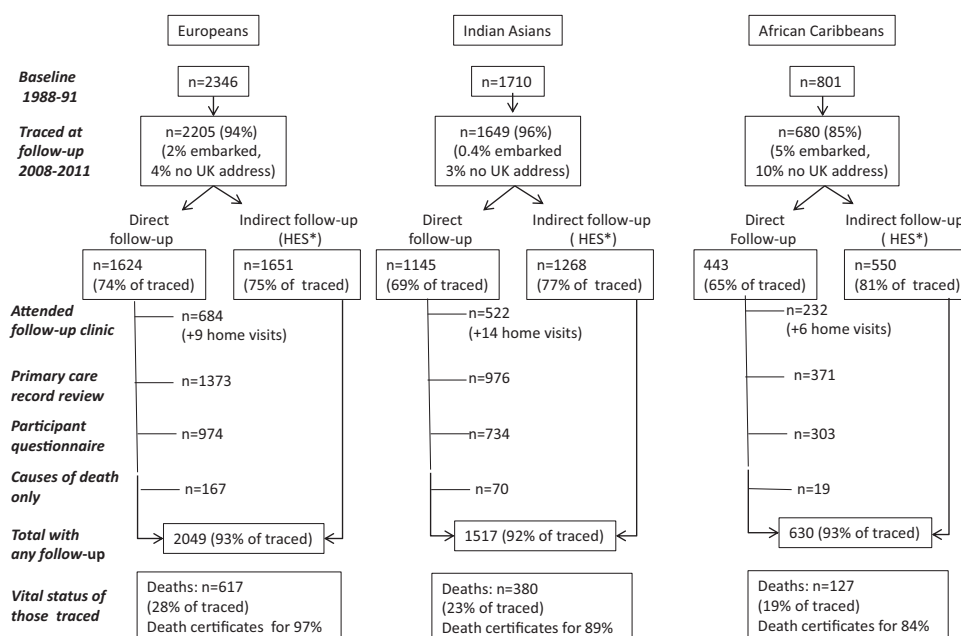 Europeans
Indian Asians
African Caribbeans
Baseline
1988-91
n=2346
n=1710
n=801
Traced at
follow-up
2008-2011
n=2205 (94%)
(2% embarked,
4% no UK address)
n=1649 (96%)
(0.4% embarked
3% no UK address)
n=680 (85%)
(5% embarked,
10% no UK address)
Direct
follow-up
Indirect follow-up
(HES*)
Direct
follow-up
Indirect follow-up
( HES*)
Direct
Follow-up
Indirect follow-up
( HES*)
n=1624
(74% of traced)
n=1651
(75% of traced)
n=1145
(69% of traced)
n=1268
(77% of traced)
443
(65% of traced)
n=550
(81% of traced)
Attended
follow-up clinic
n=684
(+9 home visits)
n=522
(+14 home visits)
n=232
(+6 home visits)
Primary care
record review
n=1373
n=976
n=371
Participant
questionnaire
n=974
n=734
n=303
Causes of death
only
n=167
n=70
n=19
Total with
any follow-up
2049 (93% of traced)
1517 (92% of traced)
630 (93% of traced)
Vital status of
those traced
Deaths: n=617
(28% of traced)
Death certificates for 97%
Deaths: n=380
(23% of traced)
Death certificates for 89%
Deaths: n=127
(19% of traced)
Death certificates for 84%